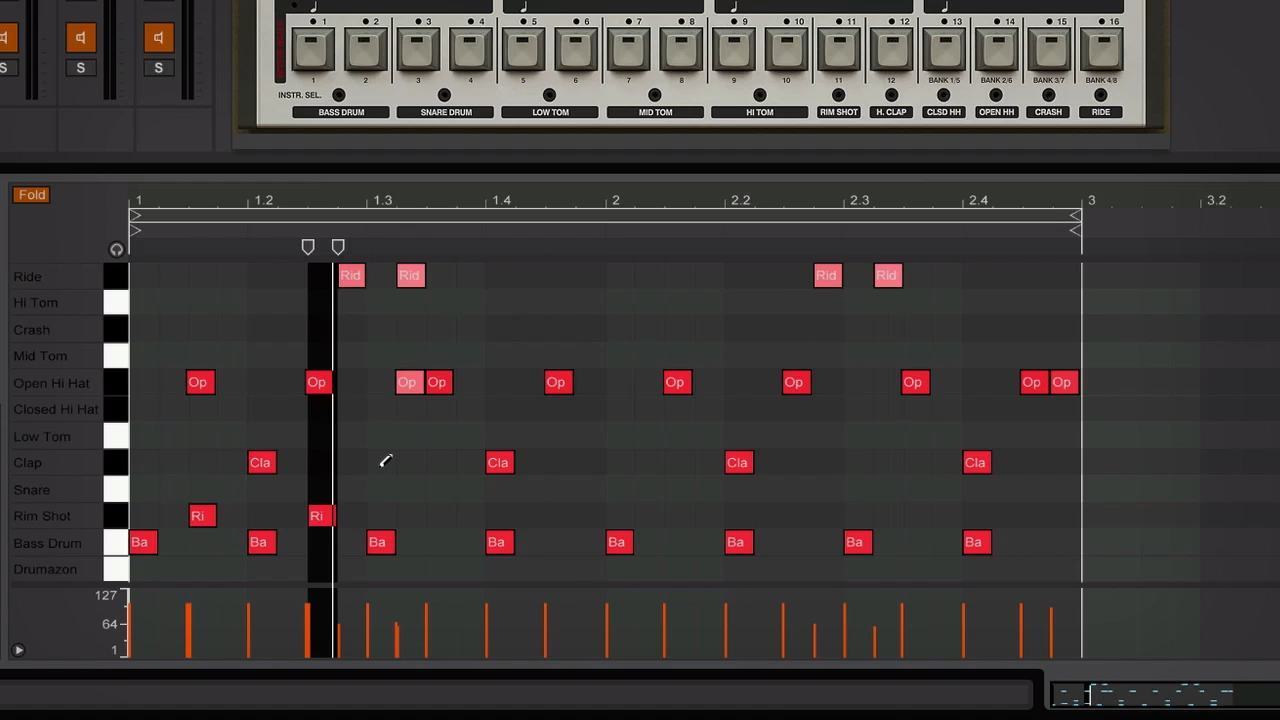 1 2 3 4 5 6 7 8 9 10 11 12 13 14 15 16
1 2 3 4 5 6 7 8 9 10 11 12 BANK 1/5 BANK 2/6 BANK 3/7 BANK 4/8
S S S
INSTR. SEL.
BASS DRUM SNARE DRUM LOW TOM MID TOM HI TOM RIM SHOT H. CLAP CLSD HH OPEN HH CRASH RIDE
Fold
1 1.2 1.3 1.4 2 2.2 2.3 2.4 3 3.2
Ride Rid Rid Rid Rid
Hi Tom
Crash
Mid Tom
Open Hi Hat Op Op Op Op Op Op Op Op Op Op
Closed Hi Hat
Low Tom
Clap Cla Cla Cla Cla
Snare
Rim Shot Ri Ri
Bass Drum Ba Ba Ba Ba Ba Ba Ba Ba
Drumazon
127
64
1